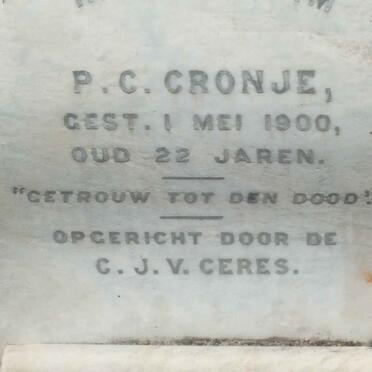 P. C. CRONJE,
GEST. 1 MEI 1900,
OUD 22 JAREN.
"GETROUW TOT DEN DOOD".
OPGERICHT DOOR DE
C. J. V. CERES.